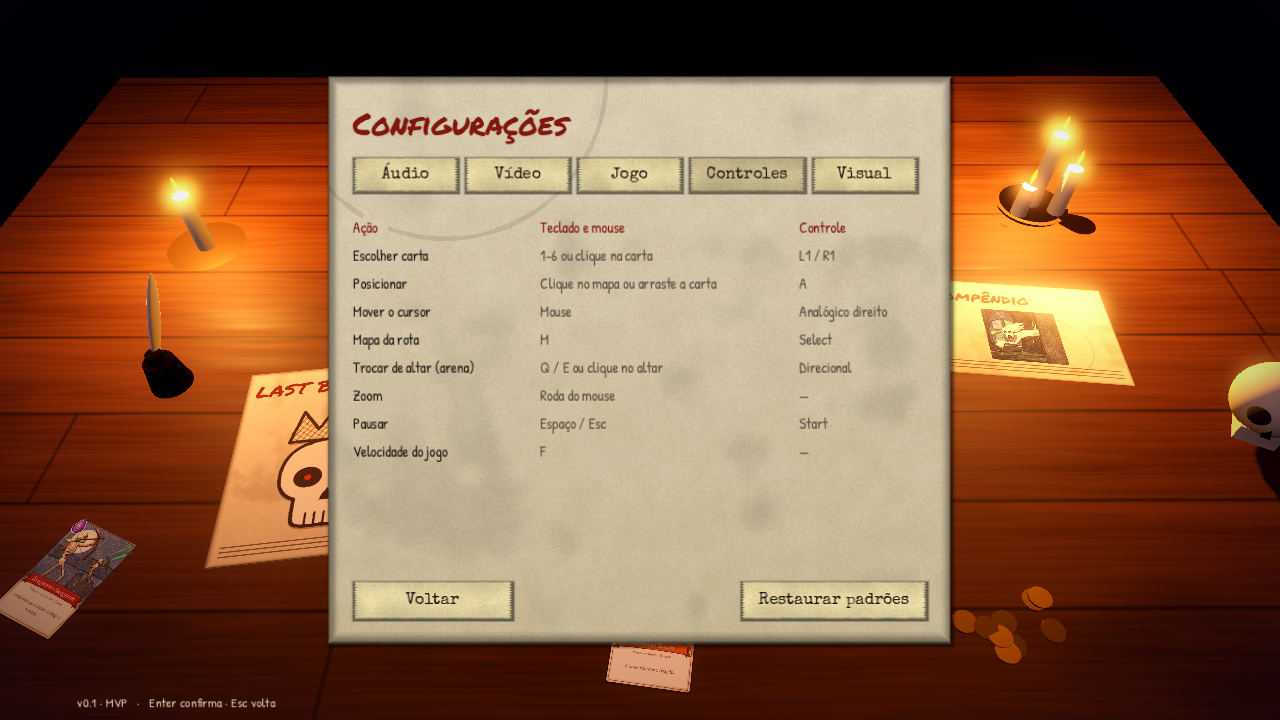 Configurações
Áudio Vídeo Jogo Controles Visual
Ação Teclado e mouse Controle
Escolher carta 1-6 ou clique na carta L1 / R1
Posicionar Clique no mapa ou arraste a carta A
Mover o cursor Mouse Analógico direito
Mapa da rota M Select
Trocar de altar (arena) Q / E ou clique no altar Direcional
Zoom Roda do mouse —
Pausar Espaço / Esc Start
Velocidade do jogo F —
LAST
MPÊNDIO
Voltar Restaurar padrões
v0.1 · MVP · Enter confirma · Esc volta